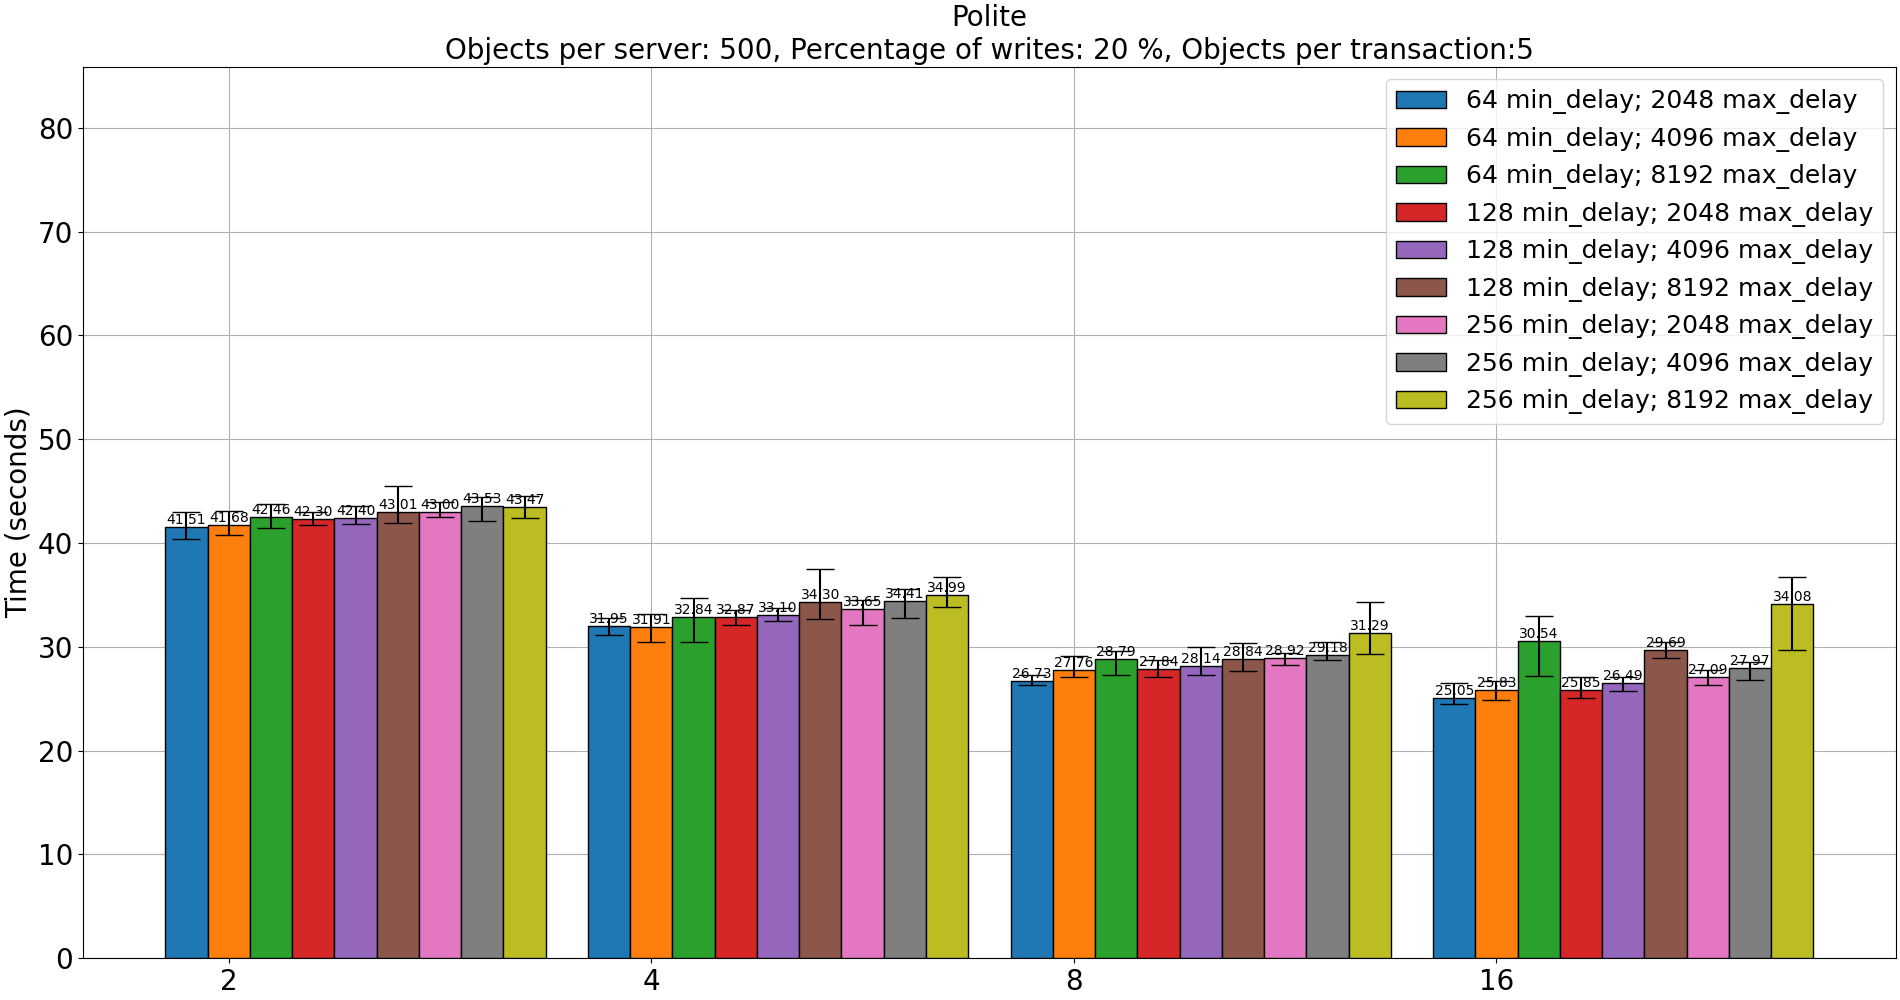 Polite
Objects per server: 500, Percentage of writes: 20 %, Objects per transaction:5
64 min_delay; 2048 max_delay
64 min_delay; 4096 max_delay
64 min_delay; 8192 max_delay
128 min_delay; 2048 max_delay
128 min_delay; 4096 max_delay
128 min_delay; 8192 max_delay
256 min_delay; 2048 max_delay
256 min_delay; 4096 max_delay
256 min_delay; 8192 max_delay
Time (seconds)
80
70
60
50
40
30
20
10
0
41.51 41.68 42.46 42.30 42.40 43.01 43.00 43.53 43.47
31.95 31.91 32.84 32.87 33.10 34.30 33.65 34.41 34.99
26.73 27.76 28.79 27.84 28.14 28.84 28.92 29.18 31.29
25.05 25.83 30.54 25.85 26.49 29.69 27.09 27.97 34.08
2 4 8 16